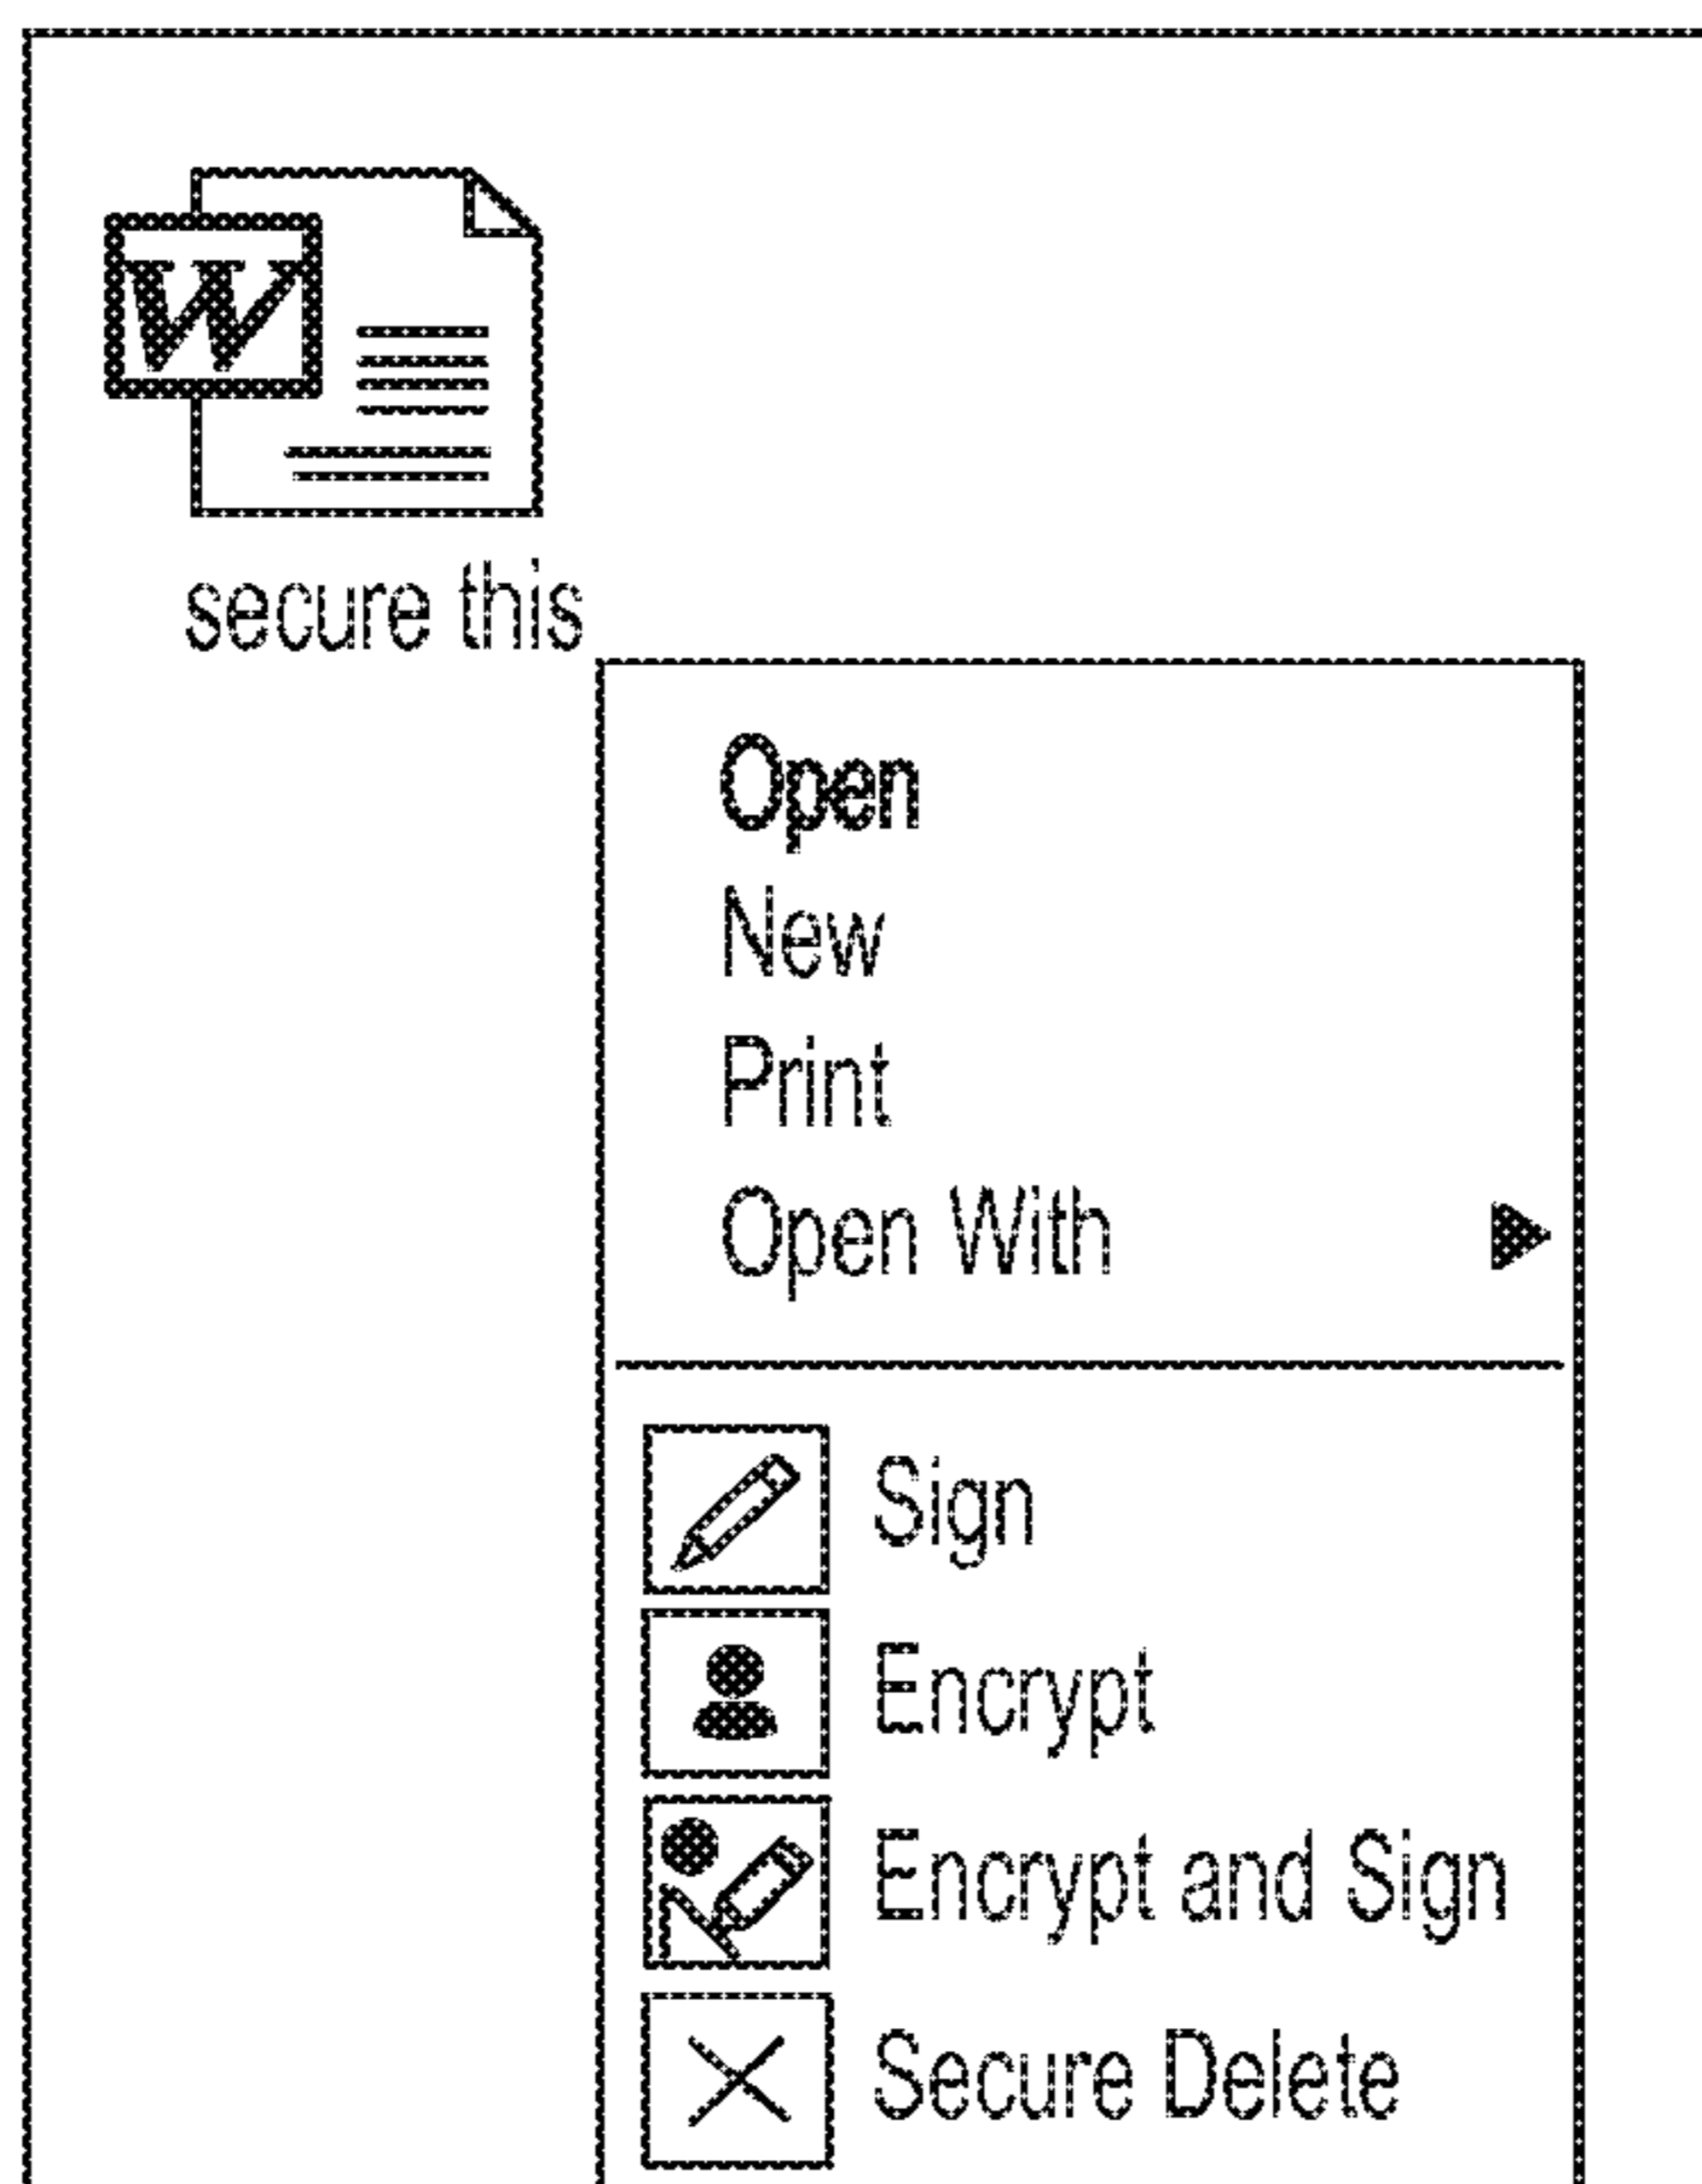 W
secure this
Open
New
Print
Open With
Sign
Encrypt
Encrypt and Sign
Secure Delete